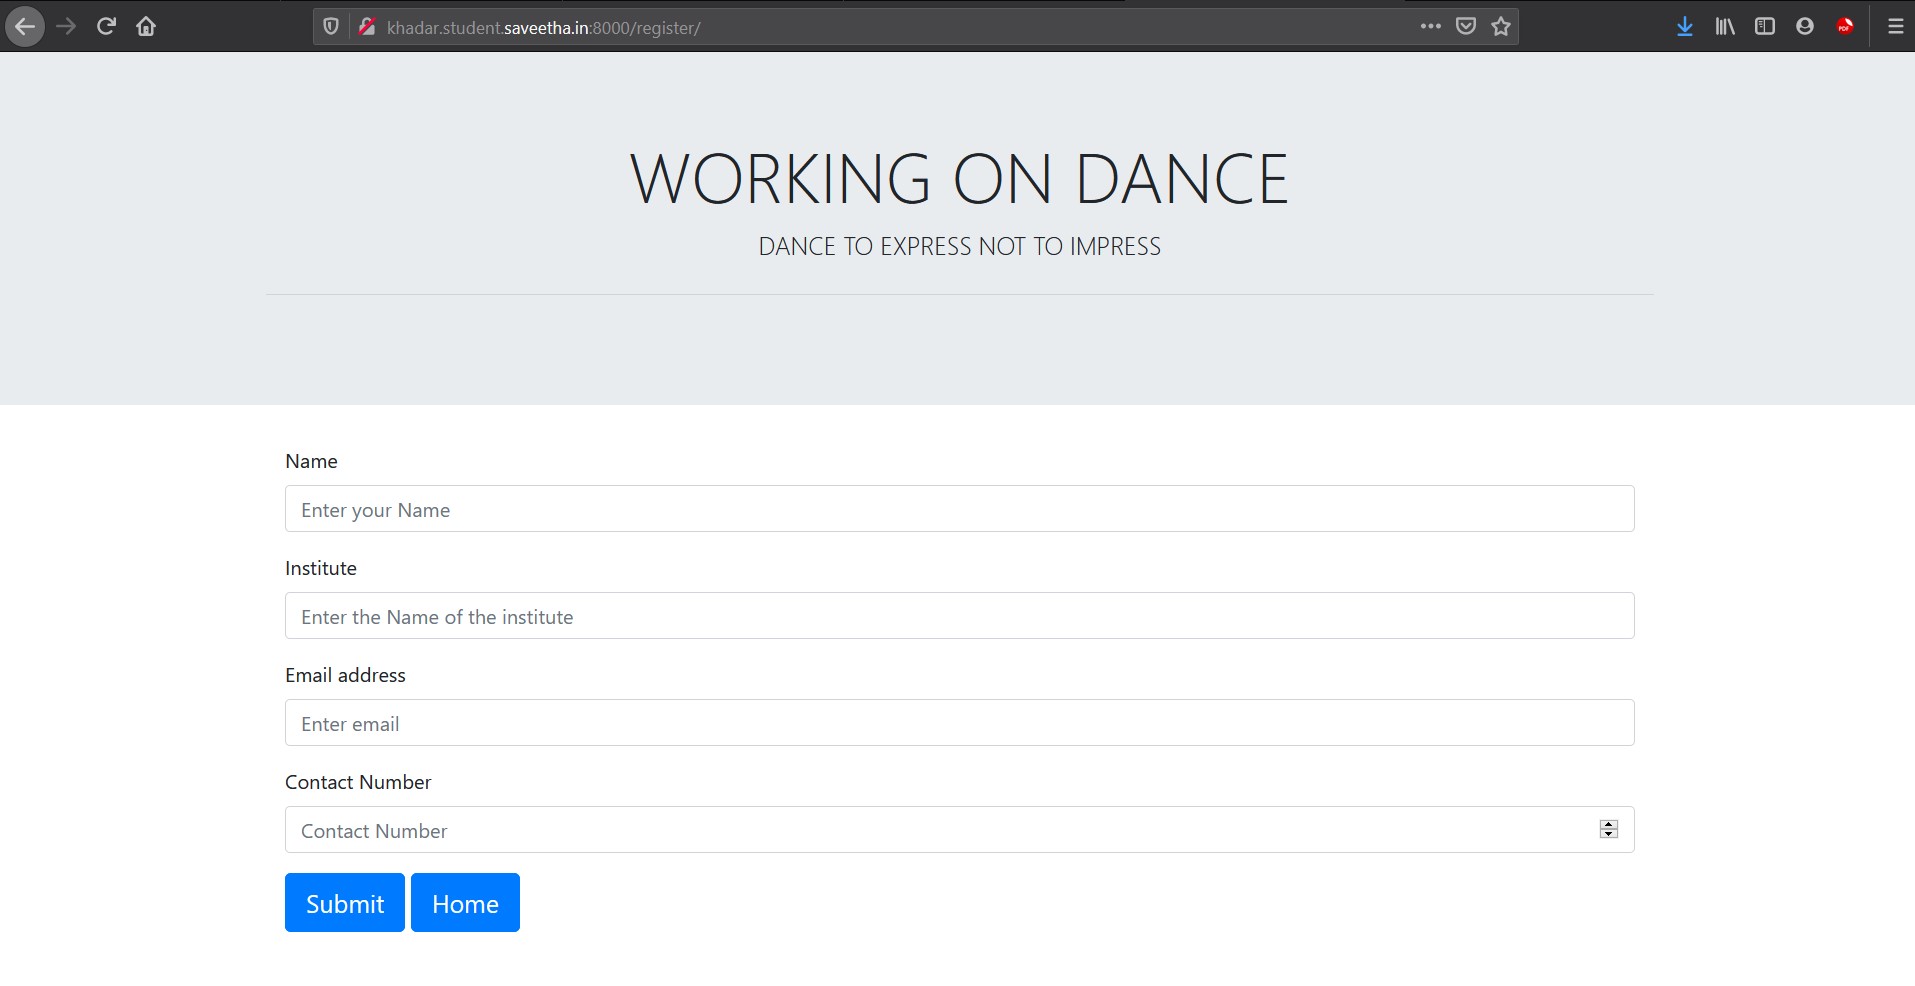 khadar.student.saveetha.in:8000/register/
PDF
WORKING ON DANCE
DANCE TO EXPRESS NOT TO IMPRESS
Name
Enter your Name
Institute
Enter the Name of the institute
Email address
Enter email
Contact Number
Contact Number
Submit Home